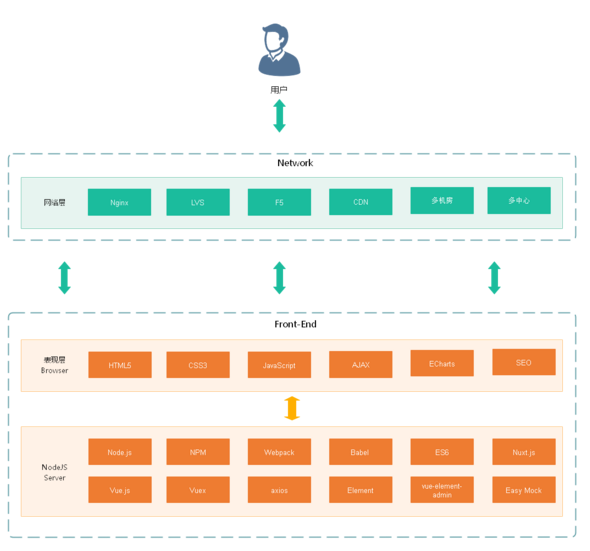 用户
Network
网络层
Nginx
LVS
F5
CDN
多机房
多中心
Front-End
表现层
Browser
HTML5
CSS3
JavaScript
AJAX
ECharts
SEO
NodeJS
Server
Node.js
NPM
Webpack
Babel
ES6
Nuxt.js
Vue.js
Vuex
axios
Element
vue-element-
admin
Easy Mock